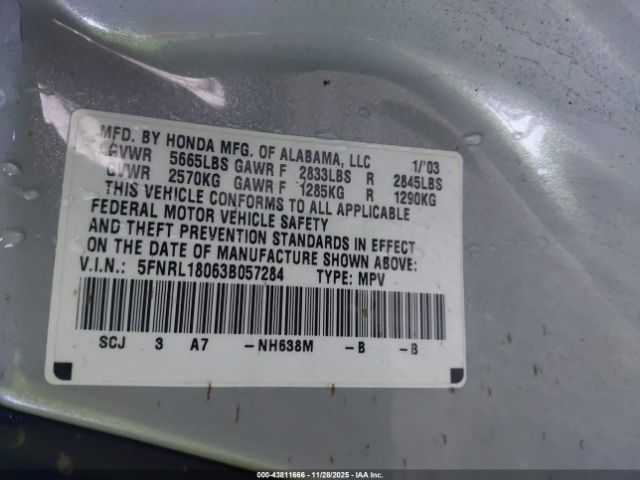 MFD. BY HONDA MFG. OF ALABAMA, LLC 1/'03
GVWR 5665LBS GAWR F 2833LBS R 2845LBS
GVWR 2570KG GAWR F 1285KG R 1290KG
THIS VEHICLE CONFORMS TO ALL APPLICABLE
FEDERAL MOTOR VEHICLE SAFETY
AND THEFT PREVENTION STANDARDS IN EFFECT
ON THE DATE OF MANUFACTURE SHOWN ABOVE:
V.I.N.: 5FNRL18063B057284 TYPE: MPV
SCJ 3 A7 -NH638M -B -B
000-43811666 | 11/28/2025 | IAA Inc.